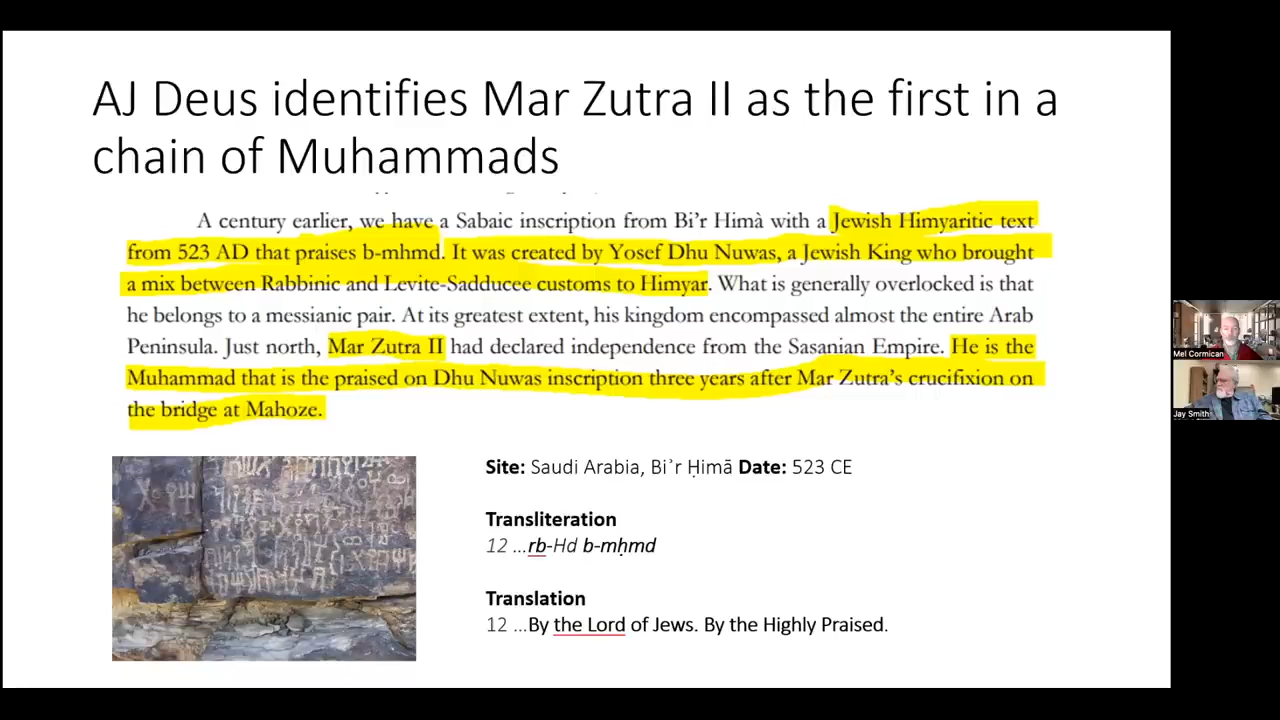 AJ Deus identifies Mar Zutra II as the first in a
chain of Muhammads
A century earlier, we have a Sabaic inscription from Bi’r Himà with a Jewish Himyaritic text
from 523 AD that praises b-mhmd. It was created by Yosef Dhu Nuwas, a Jewish King who brought
a mix between Rabbinic and Levite-Sadducee customs to Himyar. What is generally overlooked is that
he belongs to a messianic pair. At its greatest extent, his kingdom encompassed almost the entire Arab
Peninsula. Just north, Mar Zutra II had declared independence from the Sasanian Empire. He is the
Muhammad that is the praised on Dhu Nuwas inscription three years after Mar Zutra’s crucifixion on
the bridge at Mahoze.
Site: Saudi Arabia, Biʾr Ḥimā Date: 523 CE
Transliteration
12 ...rb-Hd b-mḥmd
Translation
12 ...By the Lord of Jews. By the Highly Praised.
Mel Cormican
Jay Smith